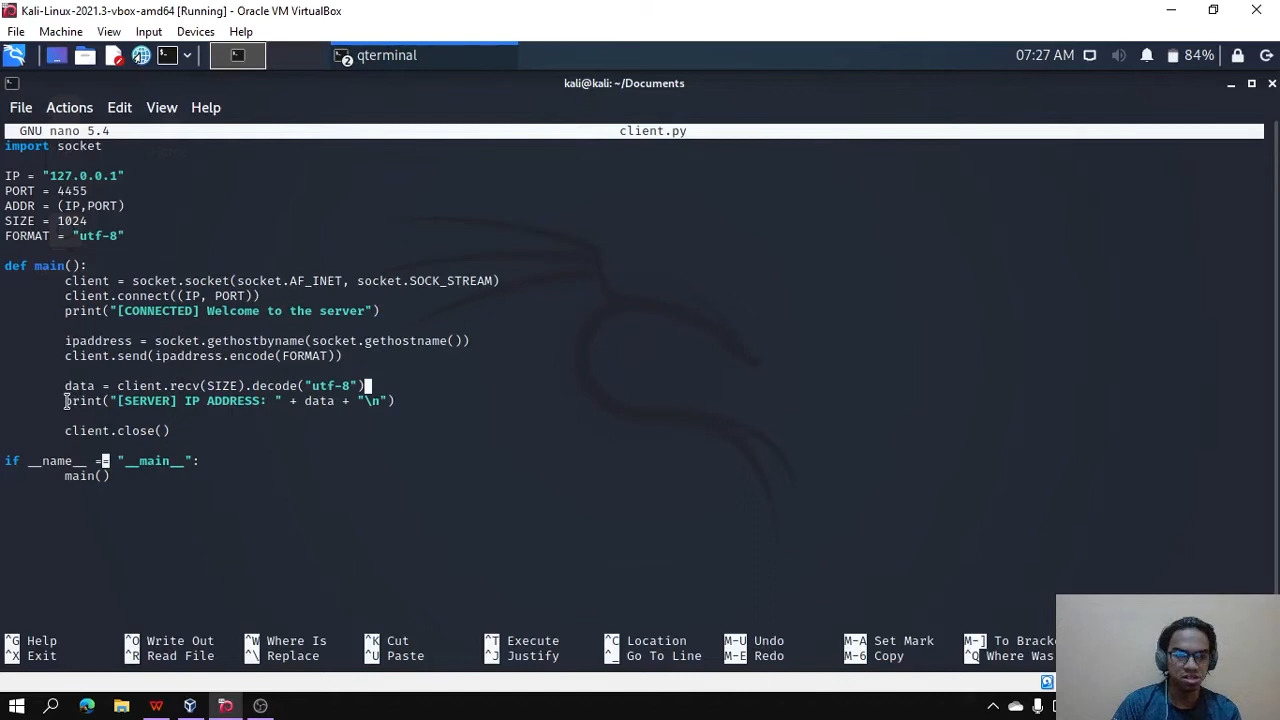 Kali-Linux-2021.3-vbox-amd64 [Running] - Oracle VM VirtualBox
File Machine View Input Devices Help
qterminal 07:27 AM 84%
kali@kali: ~/Documents
File Actions Edit View Help
GNU nano 5.4 client.py
import socket
IP = "127.0.0.1"
PORT = 4455
ADDR = (IP,PORT)
SIZE = 1024
FORMAT = "utf-8"
def main():
client = socket.socket(socket.AF_INET, socket.SOCK_STREAM)
client.connect((IP, PORT))
print("[CONNECTED] Welcome to the server")
ipaddress = socket.gethostbyname(socket.gethostname())
client.send(ipaddress.encode(FORMAT))
data = client.recv(SIZE).decode("utf-8")
print("[SERVER] IP ADDRESS: " + data + "\n")
client.close()
if __name__ == "__main__":
main()
^G Help ^O Write Out ^W Where Is ^K Cut ^T Execute ^C Location M-U Undo M-A Set Mark M-] To Brack
^X Exit ^R Read File ^\ Replace ^U Paste ^J Justify ^_ Go To Line M-E Redo M-6 Copy ^Q Where Was